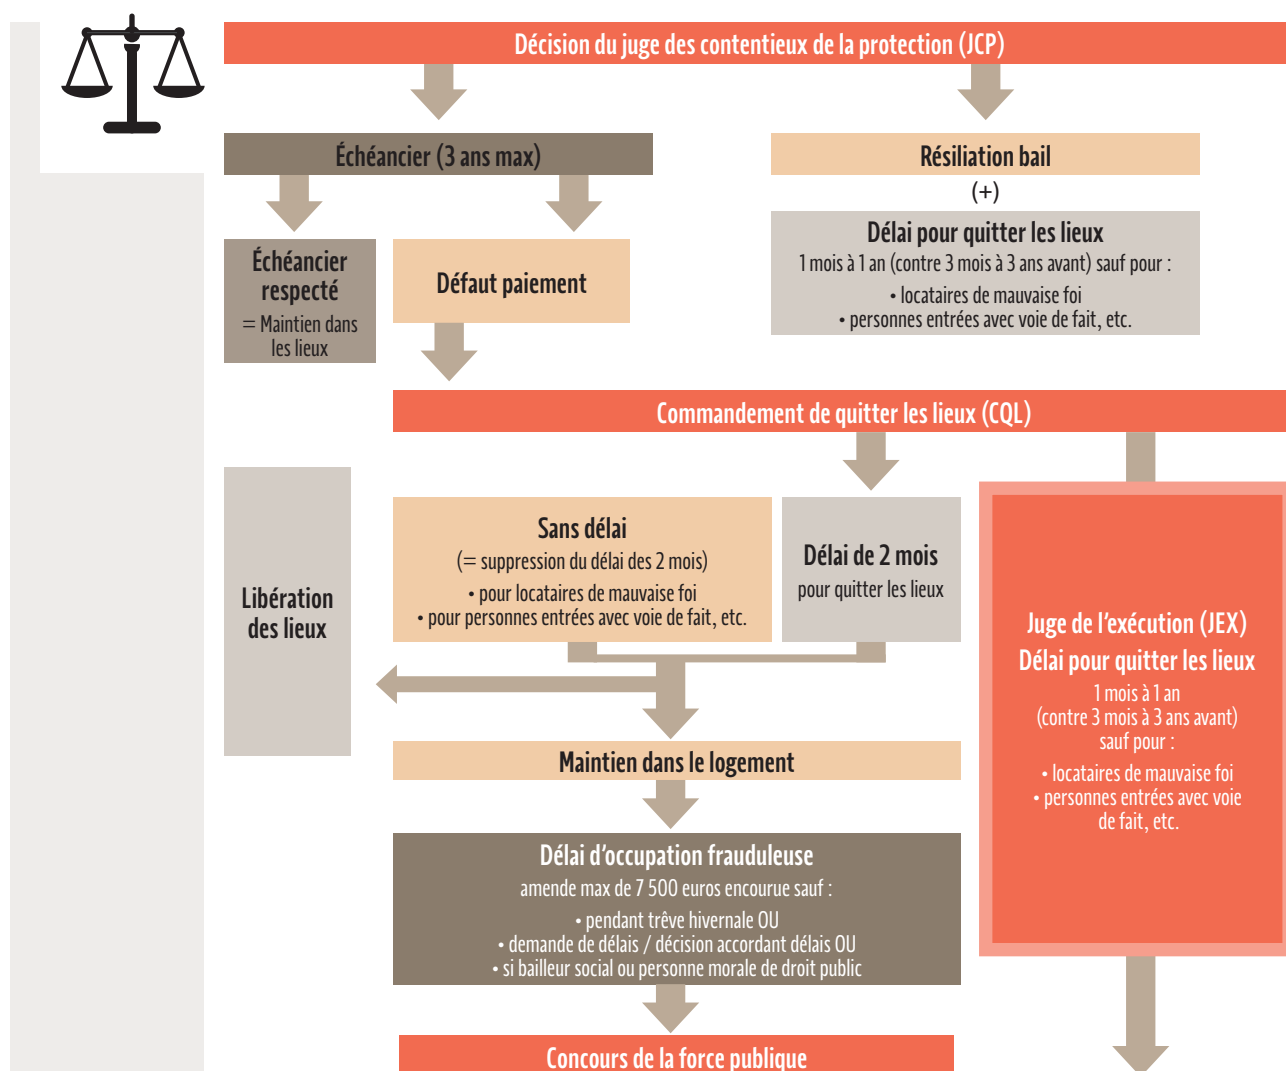 Décision du juge des contentieux de la protection (JCP)
Échéancier (3 ans max)
Résiliation bail
(+)
Délai pour quitter les lieux
1 mois à 1 an (contre 3 mois à 3 ans avant) sauf pour :
• locataires de mauvaise foi
• personnes entrées avec voie de fait, etc.
Échéancier
respecté
= Maintien dans
les lieux
Défaut paiement
Commandement de quitter les lieux (CQL)
Libération
des lieux
Sans délai
(= suppression du délai des 2 mois)
• pour locataires de mauvaise foi
• pour personnes entrées avec voie de fait, etc.
Délai de 2 mois
pour quitter les lieux
Juge de l'exécution (JEX)
Délai pour quitter les lieux
1 mois à 1 an
(contre 3 mois à 3 ans avant)
sauf pour :
• locataires de mauvaise foi
• personnes entrées avec voie
de fait, etc.
Maintien dans le logement
Délai d'occupation frauduleuse
amende max de 7 500 euros encourue sauf :
• pendant trêve hivernale OU
• demande de délais / décision accordant délais OU
• si bailleur social ou personne morale de droit public
Concours de la force publique